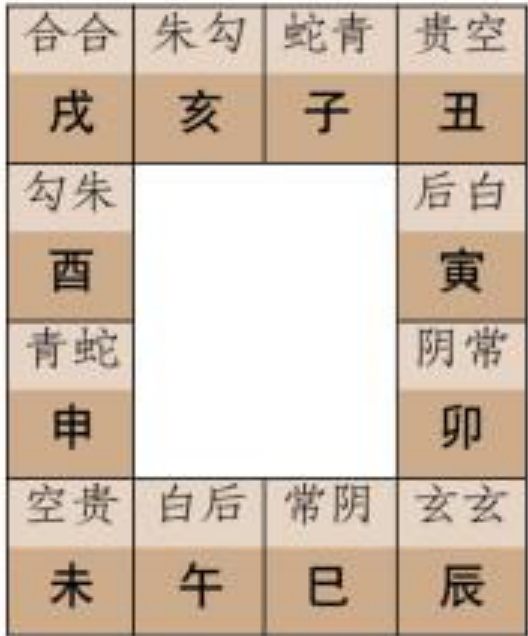 合合 朱勾 蛇青 贵空
戌 亥 子 丑
勾朱 后白
酉 寅
青蛇 阴常
申 卯
空贵 白后 常阴 玄玄
未 午 巳 辰